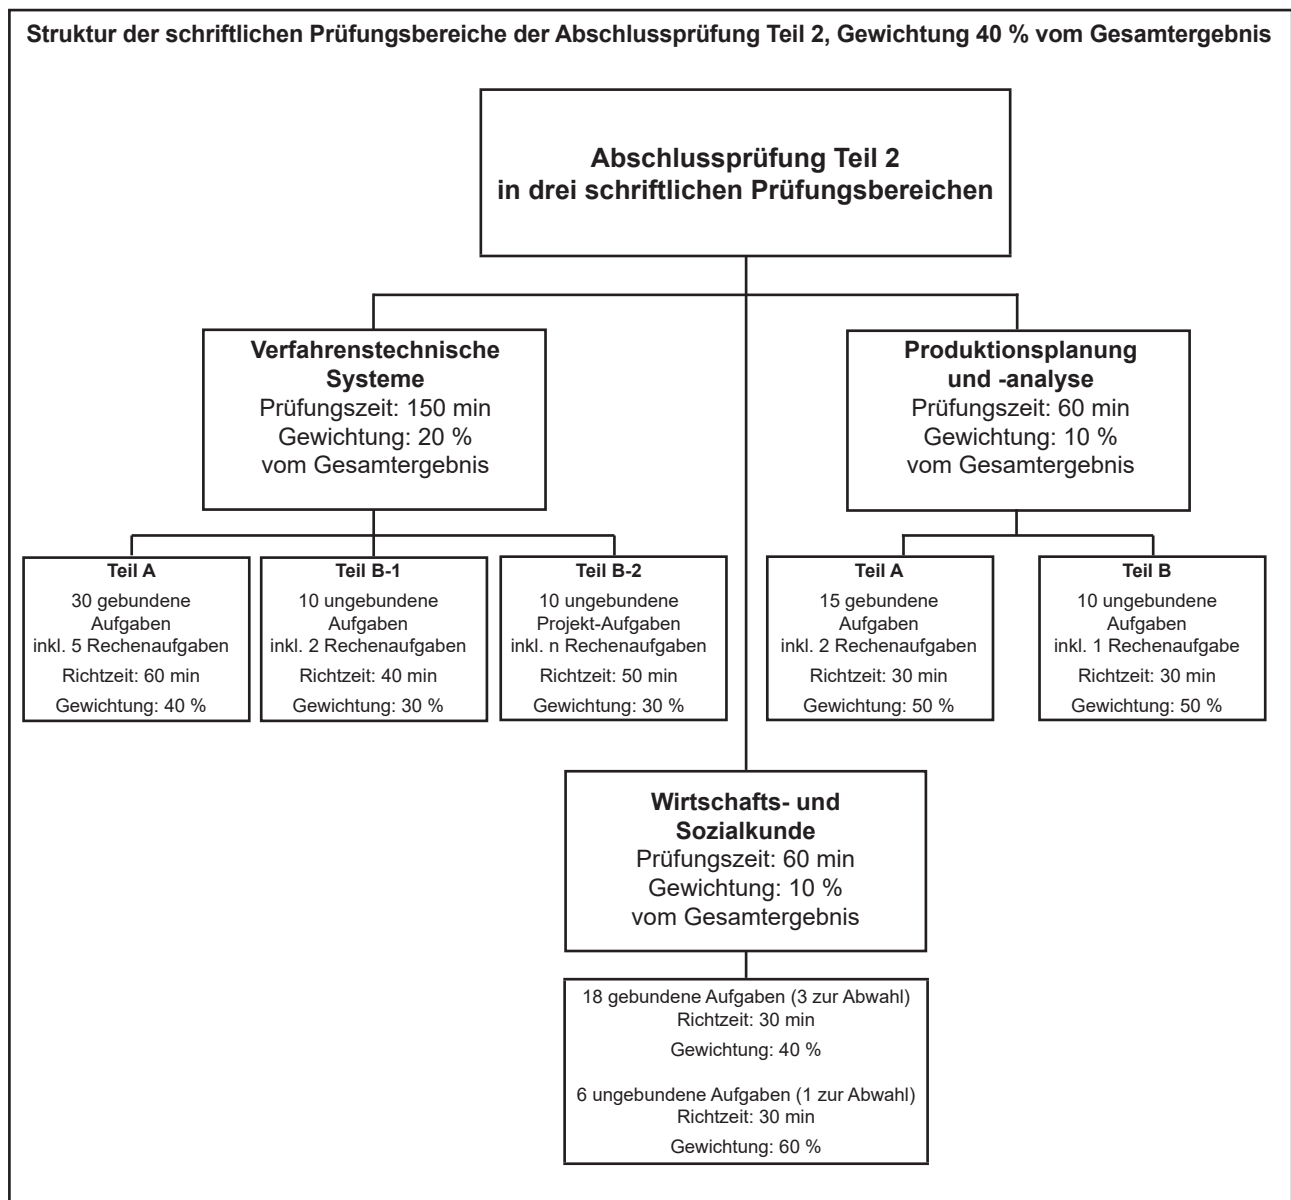 Struktur der schriftlichen Prüfungsbereiche der Abschlussprüfung Teil 2, Gewichtung 40 % vom Gesamtergebnis
Abschlussprüfung Teil 2
in drei schriftlichen Prüfungsbereichen
Verfahrenstechnische
Systeme
Prüfungszeit: 150 min
Gewichtung: 20 %
vom Gesamtergebnis
Produktionsplanung
und -analyse
Prüfungszeit: 60 min
Gewichtung: 10 %
vom Gesamtergebnis
Teil A
30 gebundene
Aufgaben
inkl. 5 Rechenaufgaben
Richtzeit: 60 min
Gewichtung: 40 %
Teil B-1
10 ungebundene
Aufgaben
inkl. 2 Rechenaufgaben
Richtzeit: 40 min
Gewichtung: 30 %
Teil B-2
10 ungebundene
Projekt-Aufgaben
inkl. n Rechenaufgaben
Richtzeit: 50 min
Gewichtung: 30 %
Teil A
15 gebundene
Aufgaben
inkl. 2 Rechenaufgaben
Richtzeit: 30 min
Gewichtung: 50 %
Teil B
10 ungebundene
Aufgaben
inkl. 1 Rechenaufgabe
Richtzeit: 30 min
Gewichtung: 50 %
Wirtschafts- und
Sozialkunde
Prüfungszeit: 60 min
Gewichtung: 10 %
vom Gesamtergebnis
18 gebundene Aufgaben (3 zur Abwahl)
Richtzeit: 30 min
Gewichtung: 40 %
6 ungebundene Aufgaben (1 zur Abwahl)
Richtzeit: 30 min
Gewichtung: 60 %